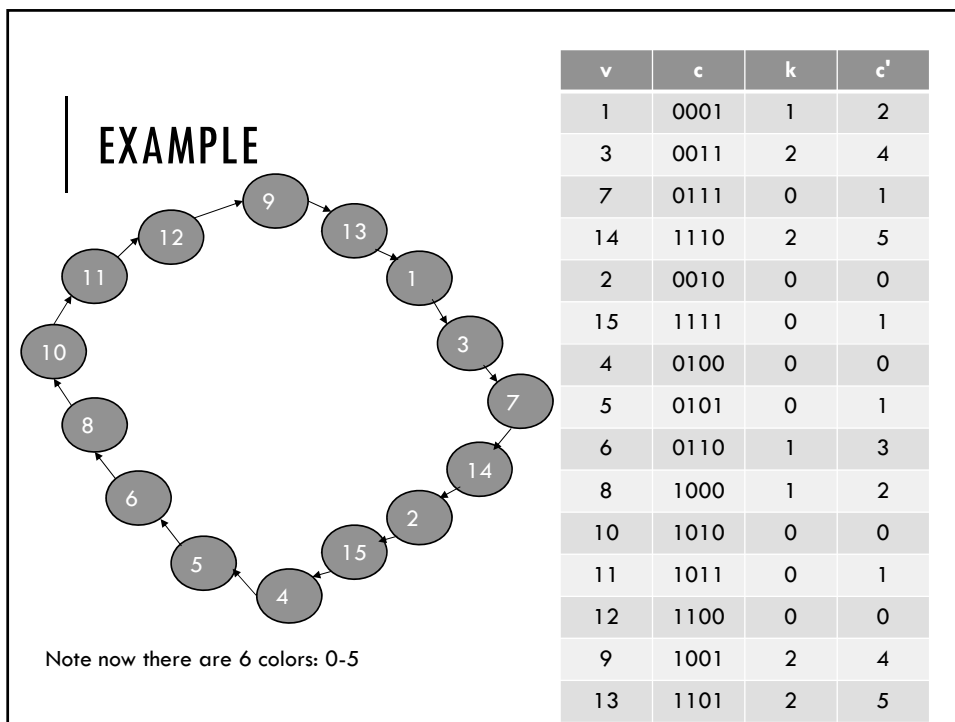 EXAMPLE
9
13
12
1
11
3
10
7
8
14
6
2
15
5
4
Note now there are 6 colors: 0-5
v c k c'
1 0001 1 2
3 0011 2 4
7 0111 0 1
14 1110 2 5
2 0010 0 0
15 1111 0 1
4 0100 0 0
5 0101 0 1
6 0110 1 3
8 1000 1 2
10 1010 0 0
11 1011 0 1
12 1100 0 0
9 1001 2 4
13 1101 2 5